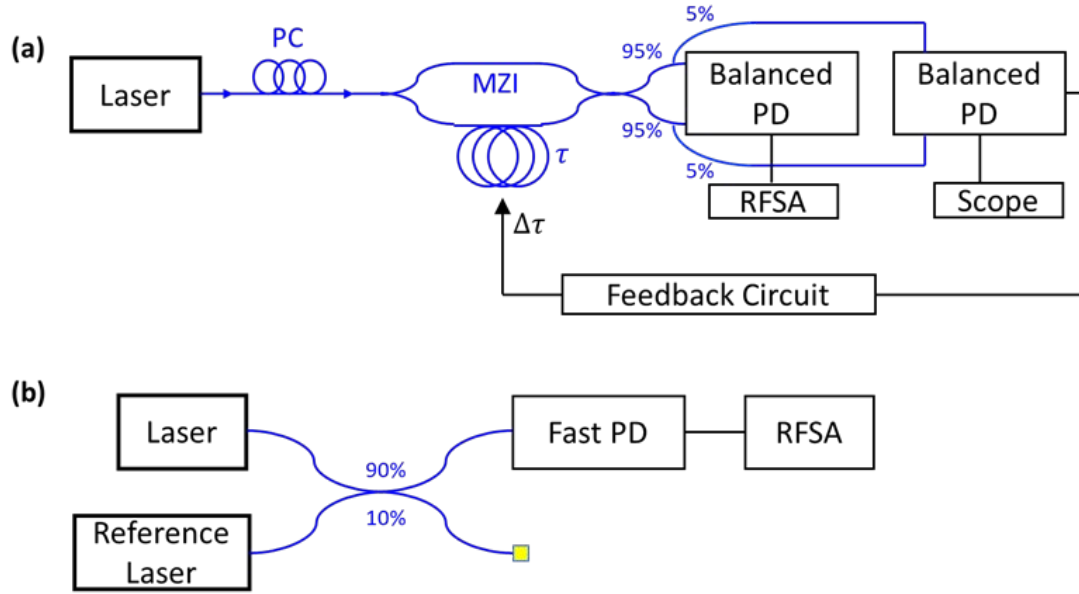 (a)
Laser
PC
MZI
τ
Δτ
95%
95%
5%
5%
Balanced
PD
Balanced
PD
RFSA
Scope
Feedback Circuit
(b)
Laser
Reference
Laser
90%
10%
Fast PD
RFSA